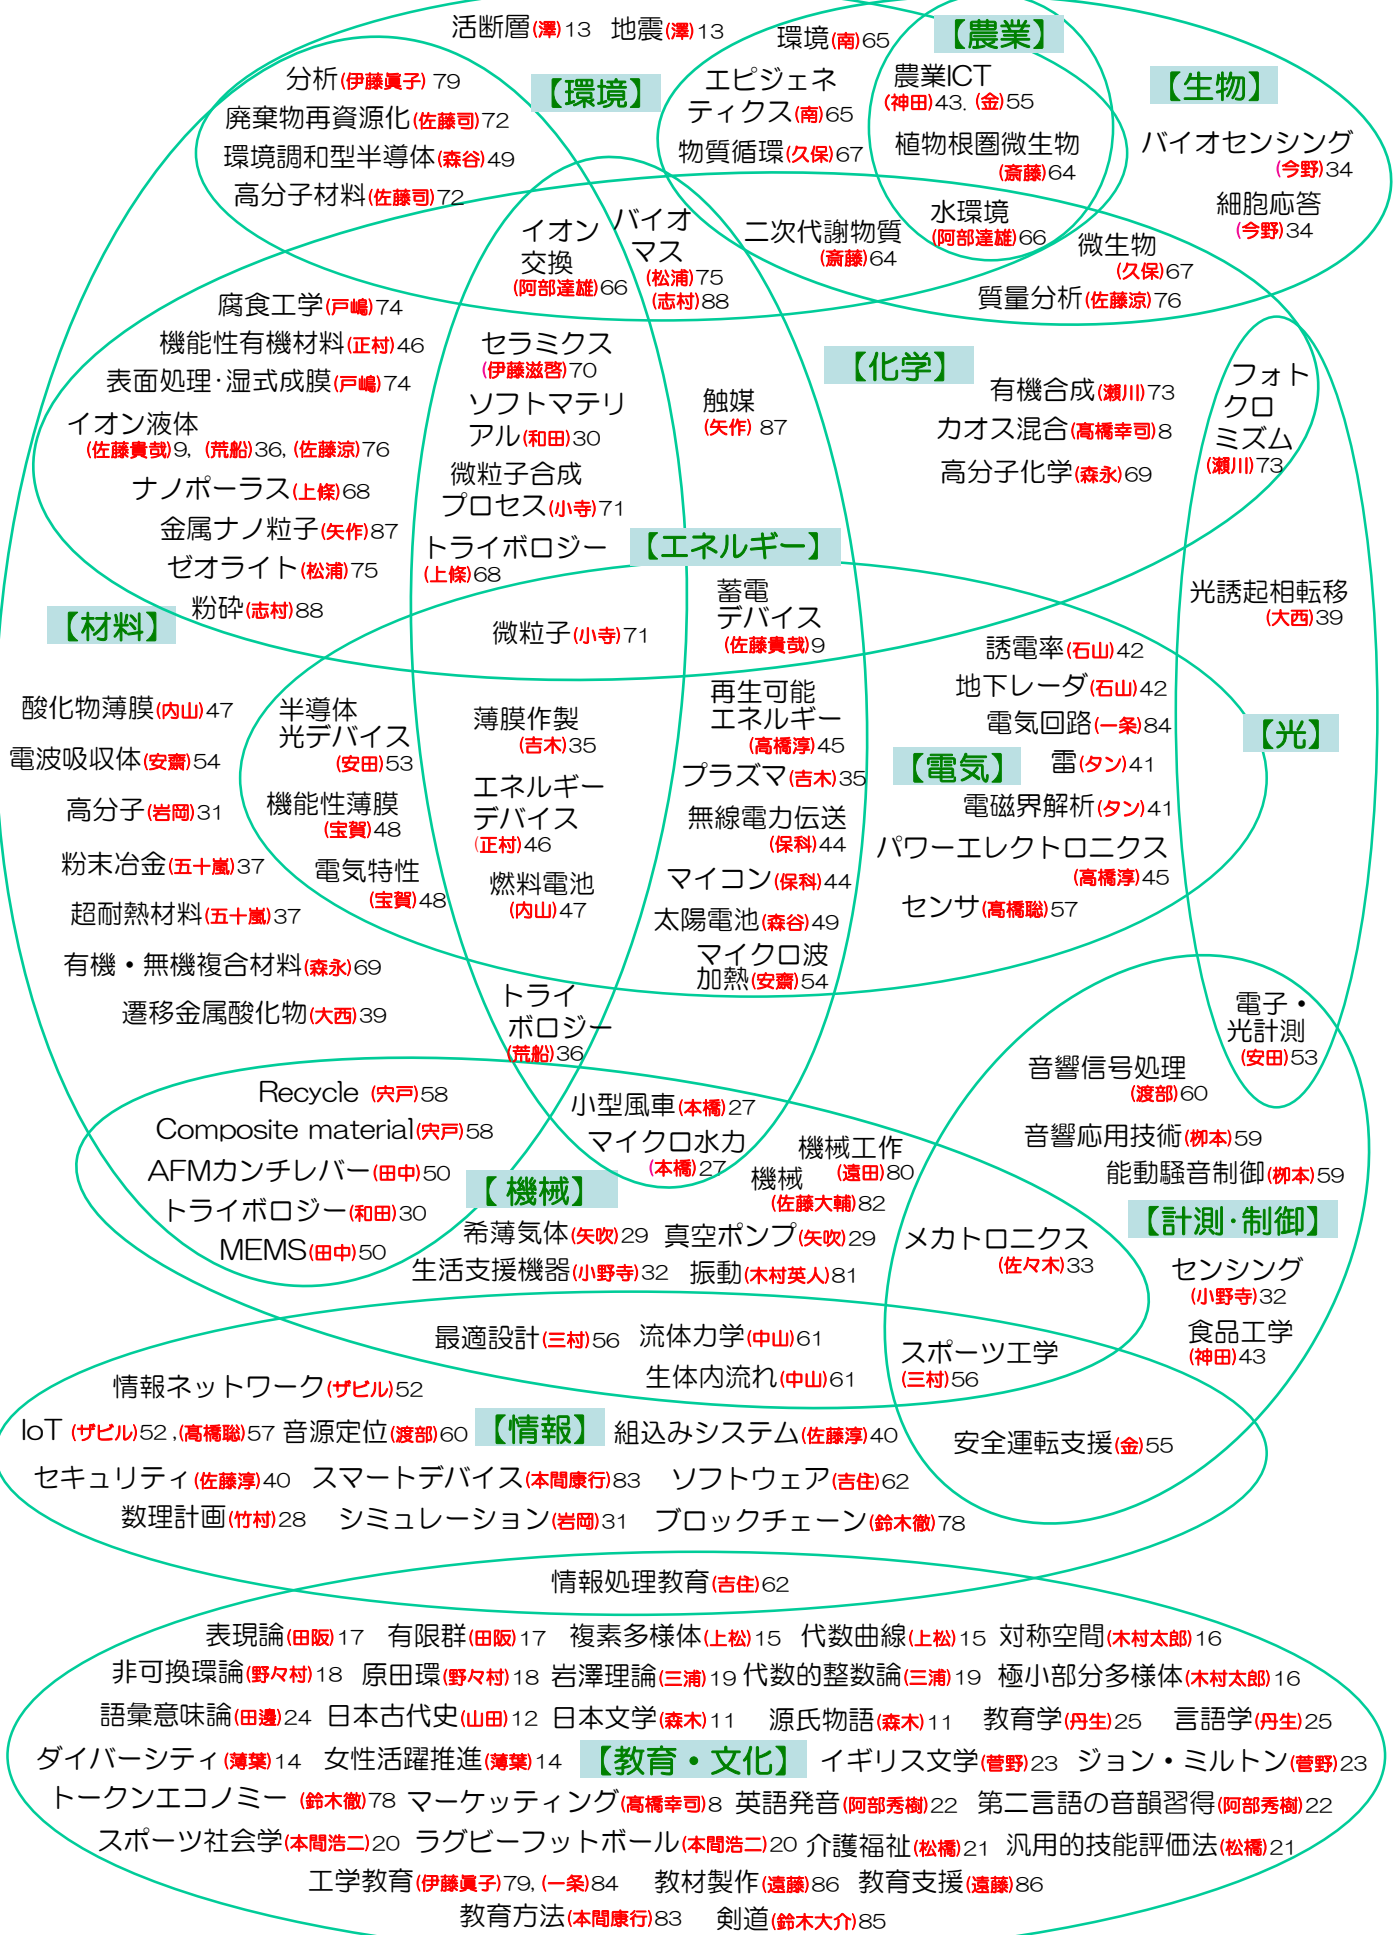 活断層(澤)13 地震(澤)13
環境(南)65
【農業】
分析(伊藤眞子) 79
【環境】
エピジェネ
ティクス(南)65
農業ICT
(神田)43, (金)55
【生物】
廃棄物再資源化(佐藤司)72
環境調和型半導体(森谷)49
物質循環(久保)67
植物根圏微生物
(斎藤)64
バイオセンシング
(今野)34
高分子材料(佐藤司)72
細胞応答
(今野)34
イオン
交換
(阿部達雄)66
バイオ
マス
(松浦)75
(志村)88
二次代謝物質
(斎藤)64
水環境
(阿部達雄)66
微生物
(久保)67
質量分析(佐藤涼)76
腐食工学(戸嶋)74
機能性有機材料(正村)46
表面処理・湿式成膜(戸嶋)74
イオン液体
(佐藤貴哉)9, (荒船)36, (佐藤涼)76
ナノポーラス(上條)68
金属ナノ粒子(矢作)87
ゼオライト(松浦)75
粉砕(志村)88
【材料】
セラミクス
(伊藤滋啓)70
ソフトマテリ
アル(和田)30
微粒子合成
プロセス(小寺)71
トライボロジー
(上條)68
微粒子(小寺)71
触媒
(矢作) 87
【化学】
有機合成(瀬川)73
カオス混合(髙橋幸司)8
高分子化学(森永)69
フォト
クロ
ミズム
(瀬川)73
【エネルギー】
蓄電
デバイス
(佐藤貴哉)9
光誘起相転移
(大西)39
誘電率(石山)42
地下レーダ(石山)42
電気回路(一条)84
【光】
【電気】
雷(タン)41
電磁界解析(タン)41
パワーエレクトロニクス
(高橋淳)45
センサ(髙橋聡)57
酸化物薄膜(内山)47
電波吸収体(安齋)54
高分子(岩岡)31
粉末冶金(五十嵐)37
超耐熱材料(五十嵐)37
有機・無機複合材料(森永)69
遷移金属酸化物(大西)39
半導体
光デバイス
(安田)53
機能性薄膜
(宝賀)48
電気特性
(宝賀)48
薄膜作製
(吉木)35
エネルギー
デバイス
(正村)46
燃料電池
(内山)47
再生可能
エネルギー
(高橋淳)45
プラズマ(吉木)35
無線電力伝送
(保科)44
マイコン(保科)44
太陽電池(森谷)49
マイクロ波
加熱(安齋)54
トライ
ボロジー
(荒船)36
電子・
光計測
(安田)53
音響信号処理
(渡部)60
音響応用技術(栁本)59
能動騒音制御(栁本)59
【計測・制御】
センシング
(小野寺)32
食品工学
(神田)43
Recycle (宍戸)58
Composite material(宍戸)58
AFMカンチレバー(田中)50
トライボロジー(和田)30
MEMS(田中)50
小型風車(本橋)27
マイクロ水力
(本橋)27
機械工作
(遠田)80
機械
(佐藤大輔)82
【 機械】
希薄気体(矢吹)29 真空ポンプ(矢吹)29
生活支援機器(小野寺)32 振動(木村英人)81
メカトロニクス
(佐々木)33
最適設計(三村)56 流体力学(中山)61
生体内流れ(中山)61
スポーツ工学
(三村)56
情報ネットワーク(ザビル)52
IoT (ザビル)52 ,(髙橋聡)57 音源定位(渡部)60 【情報】 組込みシステム(佐藤淳)40
安全運転支援(金)55
セキュリティ(佐藤淳)40 スマートデバイス(本間康行)83 ソフトウェア(吉住)62
数理計画(竹村)28 シミュレーション(岩岡)31 ブロックチェーン(鈴木徹)78
情報処理教育(吉住)62
表現論(田阪)17 有限群(田阪)17 複素多様体(上松)15 代数曲線(上松)15 対称空間(木村太郎)16
非可換環論(野々村)18 原田環(野々村)18 岩澤理論(三浦)19 代数的整数論(三浦)19 極小部分多様体(木村太郎)16
語彙意味論(田邊)24 日本古代史(山田)12 日本文学(森木)11 源氏物語(森木)11 教育学(丹生)25 言語学(丹生)25
ダイバーシティ(薄葉)14 女性活躍推進(薄葉)14 【教育・文化】 イギリス文学(菅野)23 ジョン・ミルトン(菅野)23
トークンエコノミー (鈴木徹)78 マーケッティング(髙橋幸司)8 英語発音(阿部秀樹)22 第二言語の音韻習得(阿部秀樹)22
スポーツ社会学(本間浩二)20 ラグビーフットボール(本間浩二)20 介護福祉(松橋)21 汎用的技能評価法(松橋)21
工学教育(伊藤眞子)79, (一条)84 教材製作(遠藤)86 教育支援(遠藤)86
教育方法(本間康行)83 剣道(鈴木大介)85